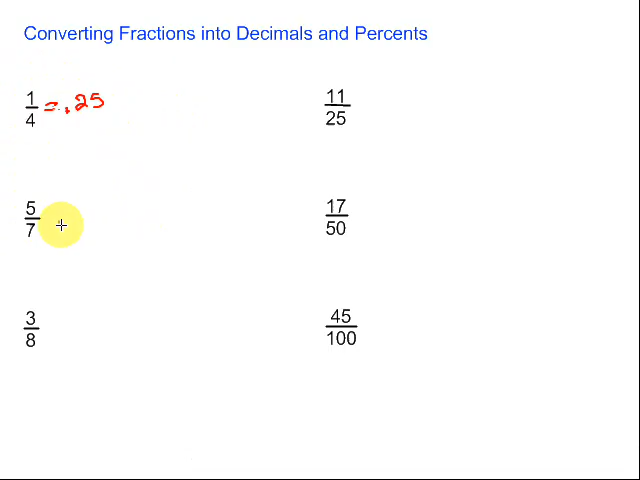 Converting Fractions into Decimals and Percents
1/4 = .25
11/25
5/7
17/50
3/8
45/100